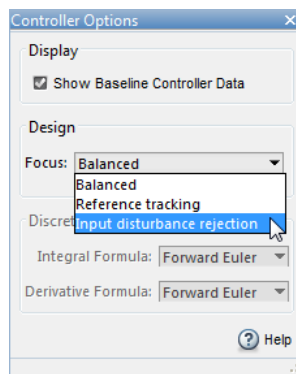 Controller Options
Display
Show Baseline Controller Data
Design
Focus: Balanced
Balanced
Reference tracking
Input disturbance rejection
Integral Formula: Forward Euler
Derivative Formula: Forward Euler
Help